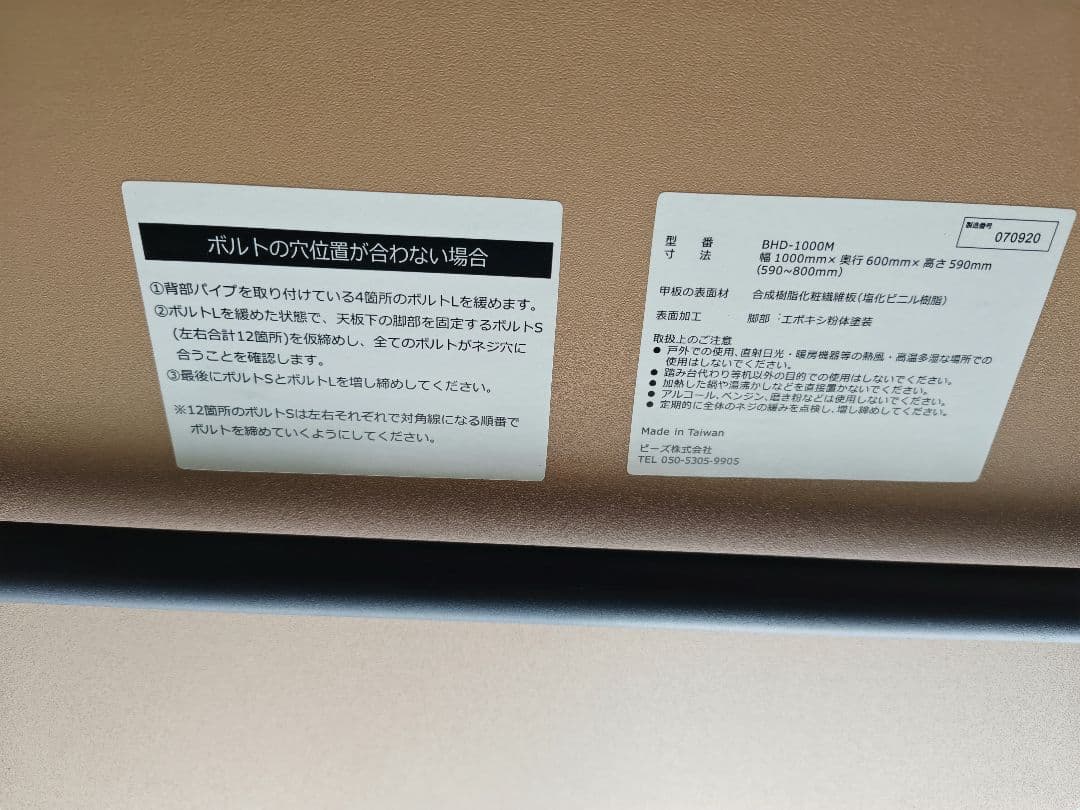 ボルトの穴位置が合わない場合
①背部パイプを取り付けている4箇所のボルトLを緩めます。
②ボルトLを緩めた状態で、天板下の脚部を固定するボルトS
(左右合計12箇所)を仮締めし、全てのボルトがネジ穴に
合うことを確認します。
③最後にボルトSとボルトLを増し締めしてください。
※12箇所のボルトSは左右それぞれで対角線になる順番で
ボルトを締めていくようにしてください。
製造番号
070920
型 番 BHD-1000M
寸 法 幅 1000mm× 奥行 600mm× 高さ 590mm
(590~800mm)
甲板の表面材 合成樹脂化粧繊維板(塩化ビニル樹脂)
表面加工 脚部：エポキシ粉体塗装
取扱上のご注意
● 戸外での使用、直射日光・暖房機器等の熱風・高温多湿な場所での
使用はしないでください。
● 踏み台代わり等机以外の目的での使用はしないでください。
● 加熱した鍋や湯沸かしなどを直接置かないでください。
● アルコール、ベンジン、磨き粉などは使用しないでください。
● 定期的に全体のネジの緩みを点検し、増し締めしてください。
Made in Taiwan
ビーズ株式会社
TEL 050-5305-9905